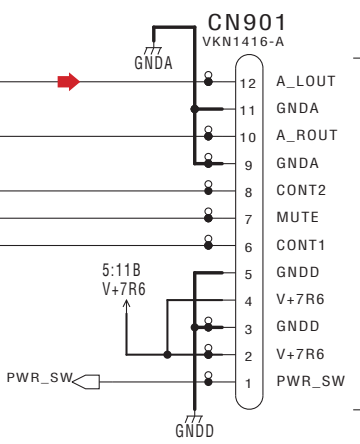 CN901
VKN1416-A
GNDA
12 A_LOUT
11 GNDA
10 A_ROUT
9 GNDA
8 CONT2
7 MUTE
6 CONT1
5 GNDD
4 V+7R6
3 GNDD
2 V+7R6
1 PWR_SW
5:11B
V+7R6
PWR_SW
GNDD